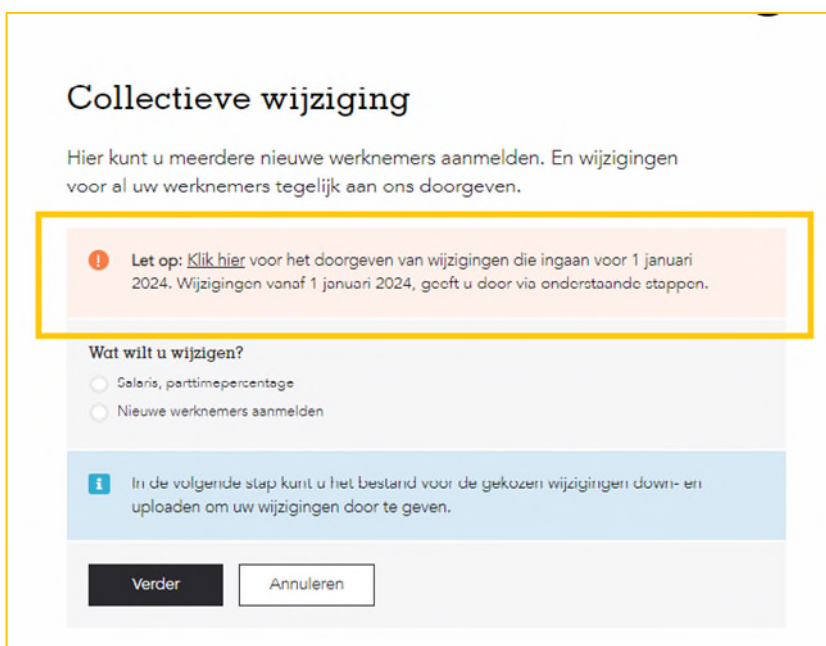 Collectieve wijziging
Hier kunt u meerdere nieuwe werknemers aanmelden. En wijzigingen
voor al uw werknemers tegelijk aan ons doorgeven.
Let op: Klik hier voor het doorgeven van wijzigingen die ingaan voor 1 januari
2024. Wijzigingen vanaf 1 januari 2024, geeft u door via onderstaande stappen.
Wat wilt u wijzigen?
Salaris, parttimepercentage
Nieuwe werknemers aanmelden
In de volgende stap kunt u het bestand voor de gekozen wijzigingen down- en
uploaden om uw wijzigingen door te geven.
Verder
Annuleren